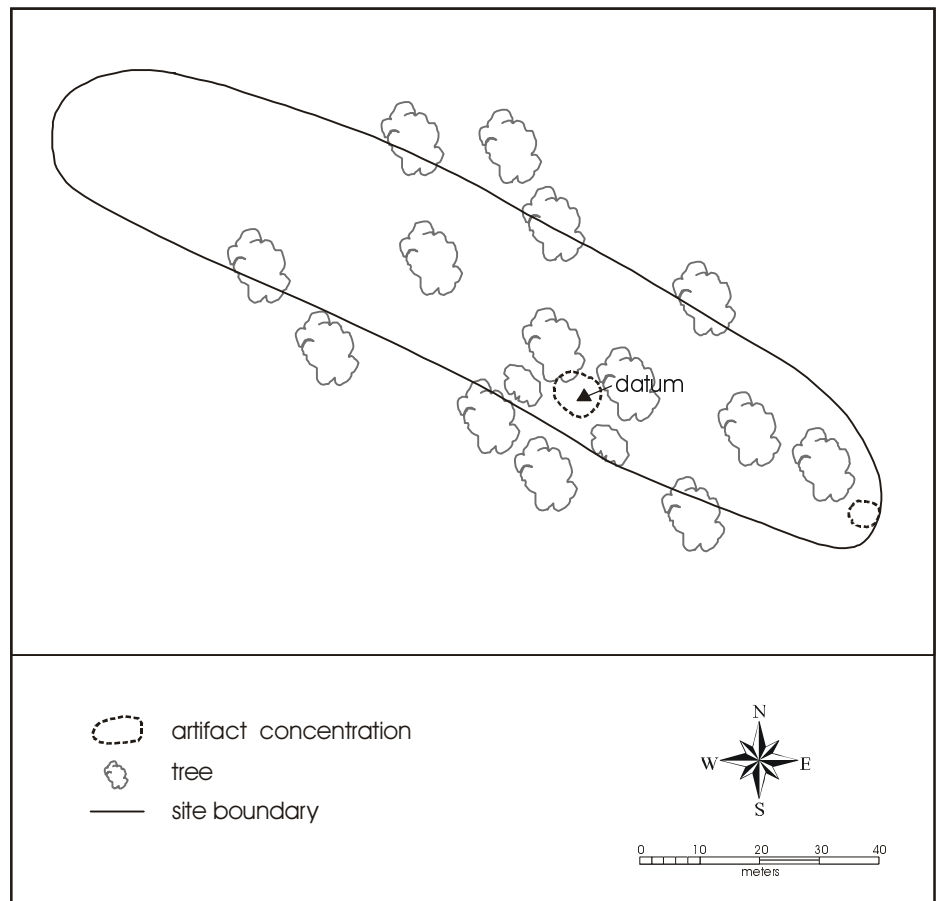 datum
artifact concentration
tree
site boundary
N
W E
S
0 10 20 30 40
meters